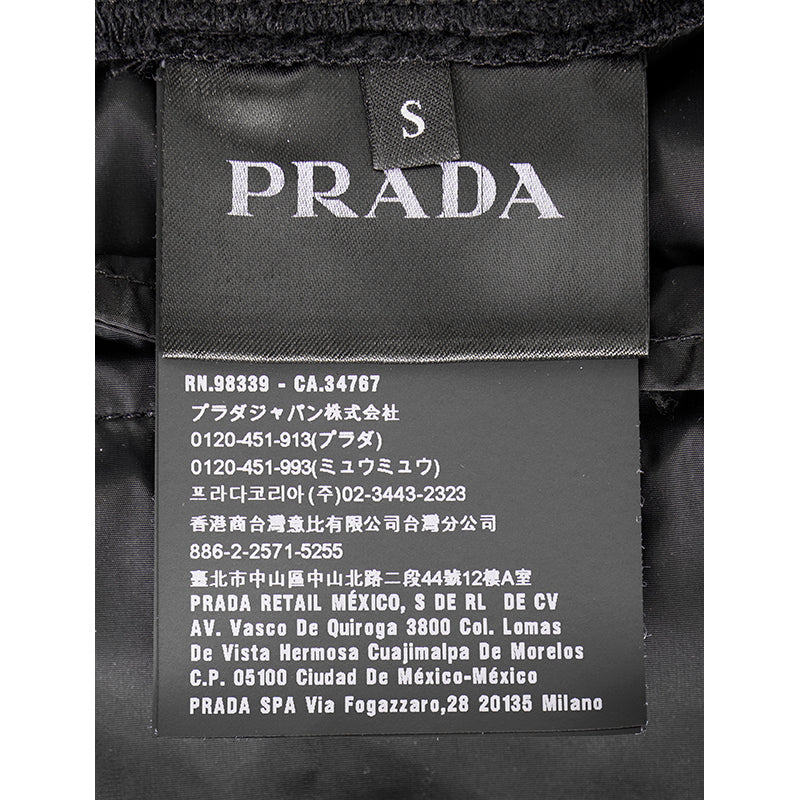 S
PRADA
RN.98339 - CA.34767
プラダジャパン株式会社
0120-451-913(プラダ)
0120-451-993(ミュウミュウ)
프라다코리아(주)02-3443-2323
香港商台灣意比有限公司台灣分公司
886-2-2571-5255
臺北市中山區中山北路二段44號12樓A室
PRADA RETAIL MÉXICO, S DE RL DE CV
AV. Vasco De Quiroga 3800 Col. Lomas
De Vista Hermosa Cuajimalpa De Morelos
C.P. 05100 Ciudad De México-México
PRADA SPA Via Fogazzaro,28 20135 Milano